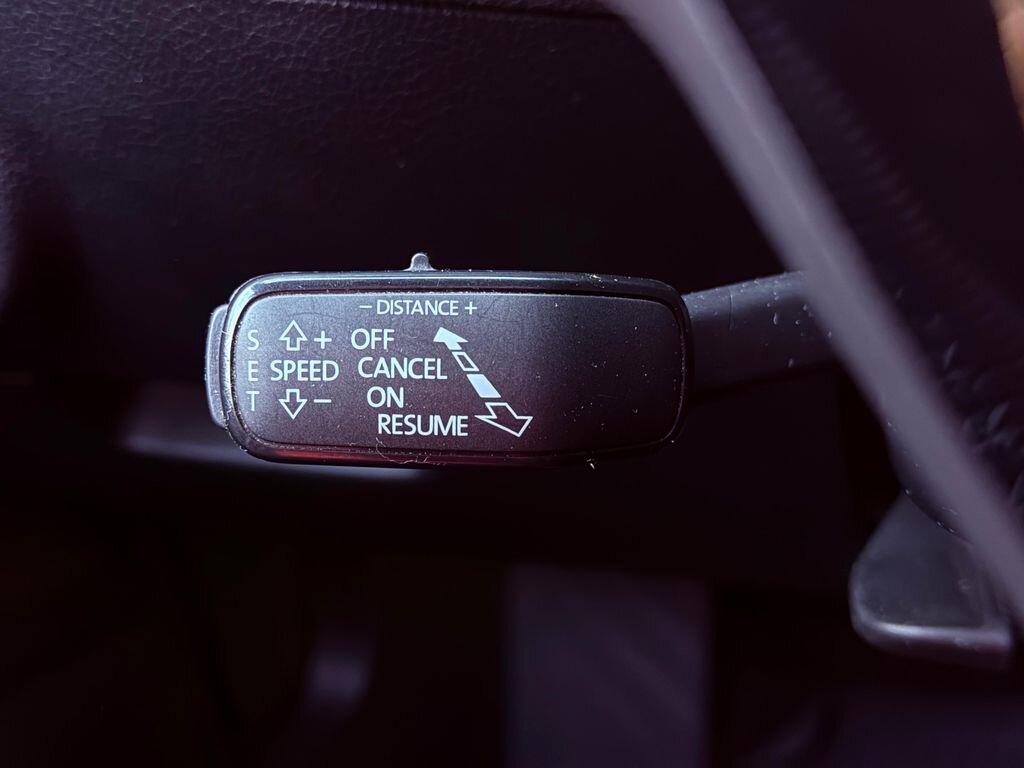 − DISTANCE +
S + OFF
E SPEED CANCEL
T − ON
RESUME